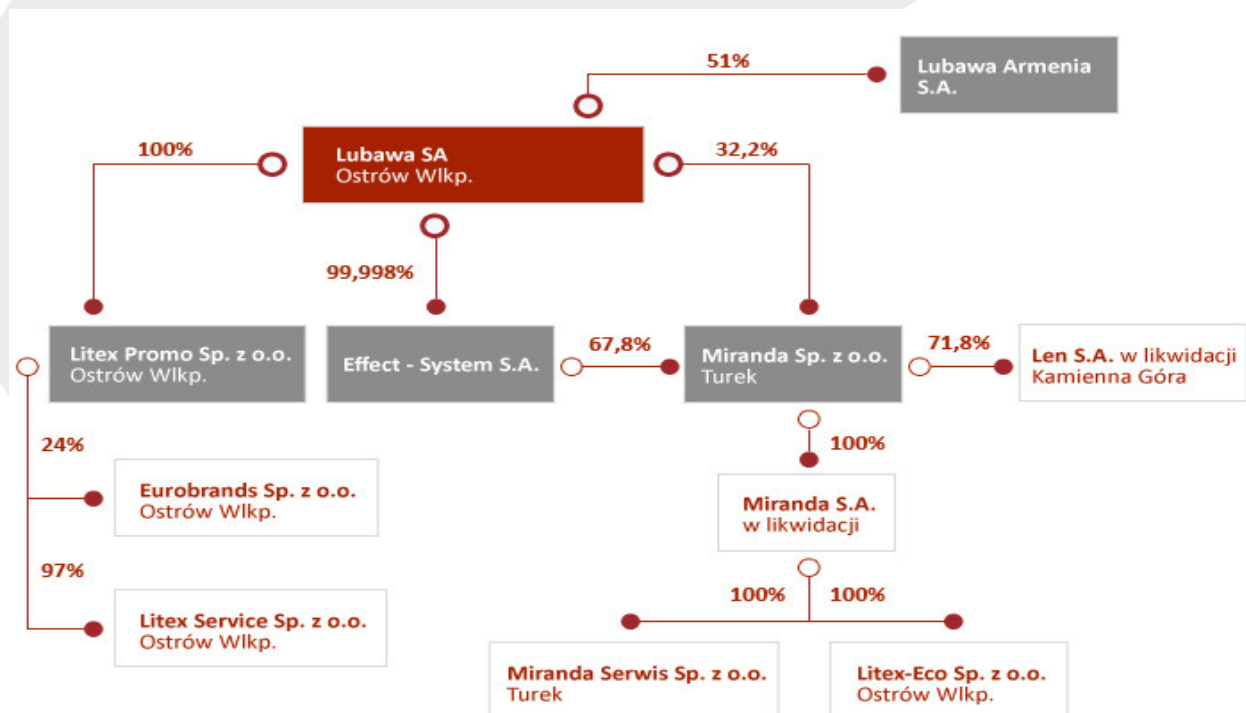 51%
Lubawa Armenia
S.A.
100%
Lubawa SA
Ostrów Wlkp.
32,2%
99,998%
Litex Promo Sp. z o.o.
Ostrów Wlkp.
Effect - System S.A.
67,8%
Miranda Sp. z o.o.
Turek
71,8%
Len S.A. w likwidacji
Kamienna Góra
24%
100%
Eurobrands Sp. z o.o.
Ostrów Wlkp.
Miranda S.A.
w likwidacji
97%
100%
100%
Litex Service Sp. z o.o.
Ostrów Wlkp.
Miranda Serwis Sp. z o.o.
Turek
Litex-Eco Sp. z o.o.
Ostrów Wlkp.